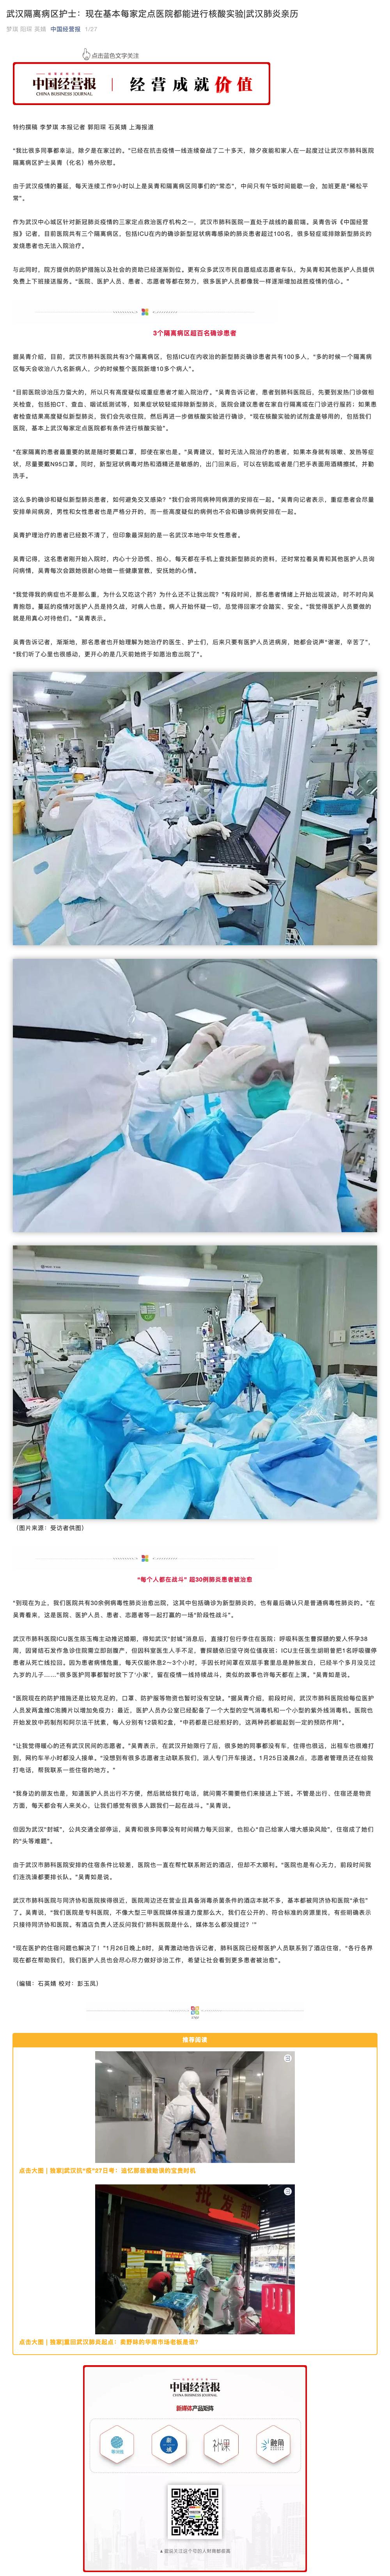 武汉隔离病区护士：现在基本每家定点医院都能进行核酸实验|武汉肺炎亲历
梦琪 阳琛 英婧 中国经营报 1/27
点击蓝色文字关注
中国经营报
CHINA BUSINESS JOURNAL
经营成就价值
特约撰稿 李梦琪 本报记者 郭阳琛 石英婧 上海报道
“我比很多同事都幸运，除夕是在家过的。”已经在抗击疫情一线连续奋战了二十多天，除夕夜能和家人在一起度过让武汉市肺科医院
隔离病区护士吴青（化名）格外欣慰。
由于武汉疫情的蔓延，每天连续工作9小时以上是吴青和隔离病区同事们的“常态”，中间只有午饭时间能歇一会，加班更是“稀松平
常”。
作为武汉中心城区针对新冠肺炎疫情的三家定点救治医疗机构之一，武汉市肺科医院一直处于战线的最前端。吴青告诉《中国经营
报》记者，目前医院共有三个隔离病区，包括ICU在内的确诊新型冠状病毒感染的肺炎患者超过100名，很多轻症或排除新型肺炎的
发烧患者也无法入院治疗。
与此同时，院方提供的防护措施以及社会的资助已经逐渐到位。更有众多武汉市民自愿组成志愿者车队，为吴青和其他医护人员提供
免费上下班接送服务。“医院、医护人员、患者、志愿者等都在努力，很多医护人员都像我一样逐渐增加战胜疫情的信心。”
3个隔离病区超百名确诊患者
据吴青介绍，目前，武汉市肺科医院共有3个隔离病区，包括ICU在内收治的新型肺炎确诊患者共有100多人，“多的时候一个隔离病
区每天会收治八九名新病人，少的时候整个医院新增10多个病人”。
“目前医院诊治压力蛮大的，所以只有高度疑似或重症患者才能入院治疗。”吴青告诉记者，患者到肺科医院后，先要到发热门诊做相
关检查，包括拍CT、查血、咽拭纸测试等，如果症状较轻或排除新型肺炎，医院会建议患者在家自行隔离或在门诊进行服药；如果患
者检查结果高度疑似新型肺炎，我们会先收住院，然后再进一步做核酸实验进行确诊，“现在核酸实验的试剂盒是够用的，包括我们
医院，基本上武汉每家定点医院都有条件进行核酸实验”。
“在家隔离的患者最重要的就是随时都要戴口罩，即使在家也是。”吴青建议，暂时无法入院治疗的患者，如果本身就有咳嗽、发热等症
状，尽量要戴N95口罩。同时，新型冠状病毒对热和酒精还是敏感的，出门回来后，可以在钥匙或者是门把手表面用酒精擦拭，并勤
洗手。
这么多的确诊和疑似新型肺炎患者，如何避免交叉感染？“我们会将同病种同病源的安排在一起。”吴青向记者表示，重症患者会尽量
安排单间病房，男性和女性患者也是严格分开的，而一些高度疑似的病例也不会和确诊病例安排在一起。
吴青护理治疗的患者已经数不清了，但印象最深刻的是一名武汉本地中年女性患者。
吴青记得，这名患者刚开始入院时，内心十分恐慌、担心，每天都在手机上查找新型肺炎的资料，还时常拉着吴青和其他医护人员询
问病情，吴青每次会跟她很耐心地做一些健康宣教、安抚她的心情。
“我觉得我的病症也不是那么重，为什么又吃这个药？为什么还不让我出院？”有段时间，那名患者情绪上开始出现波动，时不时向吴
青抱怨。蔓延的疫情对医护人员是持久战，对病人也是。病人开始怀疑一切，总觉得回家才会踏实、安全。“我觉得医护人员要做的
就是用真心对待他们。”吴青表示。
吴青告诉记者，渐渐地，那名患者也开始理解为她治疗的医生、护士们，后来只要有医护人员进病房，她都会说声“谢谢，辛苦了”，
“我们听了心里也很感动，更开心的是几天前她终于如愿治愈出院了”。
（图片来源：受访者供图）
“每个人都在战斗” 超30例肺炎患者被治愈
“到现在为止，我们医院共有30余例病毒性肺炎治愈出院，这其中包括确诊为新型肺炎的，也有最后确认只是普通病毒性肺炎的。”在
吴青看来，这是医院、医护人员、患者、志愿者等一起打赢的一场“阶段性战斗”。
武汉市肺科医院ICU医生陈玉梅主动推迟婚期，得知武汉“封城”消息后，直接打包行李住在医院；呼吸科医生曹探赜的爱人怀孕38
周，因肾结石发作急诊住院需立即剖腹产，但因科室医生人手不足，曹探赜依旧坚守岗位值夜班；ICU主任医生胡明曾把1名呼吸骤停
患者从死亡线拉回，因为患者病情危重，每天仅能休息2~3个小时，手因长时间罩在双层手套里总是肿胀发白，已经半个多月没见过
九岁的儿子……“很多医护同事都暂时放下了‘小家’，留在疫情一线持续战斗，类似的故事也许每天都在上演。”吴青如是说。
“医院现在的防护措施还是比较充足的，口罩、防护服等物资也暂时没有空缺。”据吴青介绍，前段时间，武汉市肺科医院给每位医护
人员发两盒维C泡腾片以增加免疫力；最近，医护人员办公室已经配备了一个大型的空气消毒机和一个小型的紫外线消毒机。医院也
开始发放中药制剂和阿尔法干扰素，每人分别有12袋和2盒，“中药都是已经熬好的，这两种药都能起到一定的预防作用”。
“让我觉得暖心的还有武汉民间的志愿者。”吴青表示，在武汉开始限行了后，很多她的同事都没有车，住得也很远，出租车也很难打
到，网约车半小时都没人接单。“没想到有很多志愿者主动联系我们，派人专门开车接送。1月25日凌晨2点，志愿者管理员还在给我
打电话，帮我联系一些住宿的地方。”
“我身边的朋友也是，知道医护人员出行不方便，然后就给我打电话，就问需不需要他们来接送上下班。不管是出行、住宿还是物资
方面，每天都会有人来关心，让我们感觉有很多人跟我们一起在战斗。”吴青说。
但因为武汉“封城”，公共交通全部停运，吴青和很多同事没有时间精力每天回家，也担心“自己给家人增大感染风险”，住宿成了她们
的“头等难题”。
由于武汉市肺科医院安排的住宿条件比较差，医院也一直在帮忙联系附近的酒店，但却不太顺利。“医院也是有心无力，前段时间我
们连洗澡都要排长队。”吴青如是说。
武汉市肺科医院与同济协和医院挨得很近，医院周边还在营业且具备消毒杀菌条件的酒店本就不多，基本都被同济协和医院“承包”
了。吴青说，“我们医院是专科医院，不像大型三甲医院媒体报道力度那么大，我们在公开的、符合标准的房源里找，有些明确表示
只接待同济协和医院，有酒店负责人还反问我们‘肺科医院是什么，媒体怎么都没提过？’”
“现在医护的住宿问题也解决了！”1月26日晚上8时，吴青激动地告诉记者，肺科医院已经帮医护人员联系到了酒店住宿，“各行各界
现在都在帮助我们，我们医护人员也会尽心尽力做好诊治工作，希望让社会看到更多患者被治愈”。
（编辑：石英婧 校对：彭玉凤）
推荐阅读
点击大图 | 独家|武汉抗“疫”27日考：追忆那些被贻误的宝贵时机
批发部
点击大图 | 独家|重回武汉肺炎起点：卖野味的华南市场老板是谁？
中国经营报
CHINA BUSINESS JOURNAL
新媒体产品矩阵
等深线
触角
▲ 据说关注这个号的人财商都很高